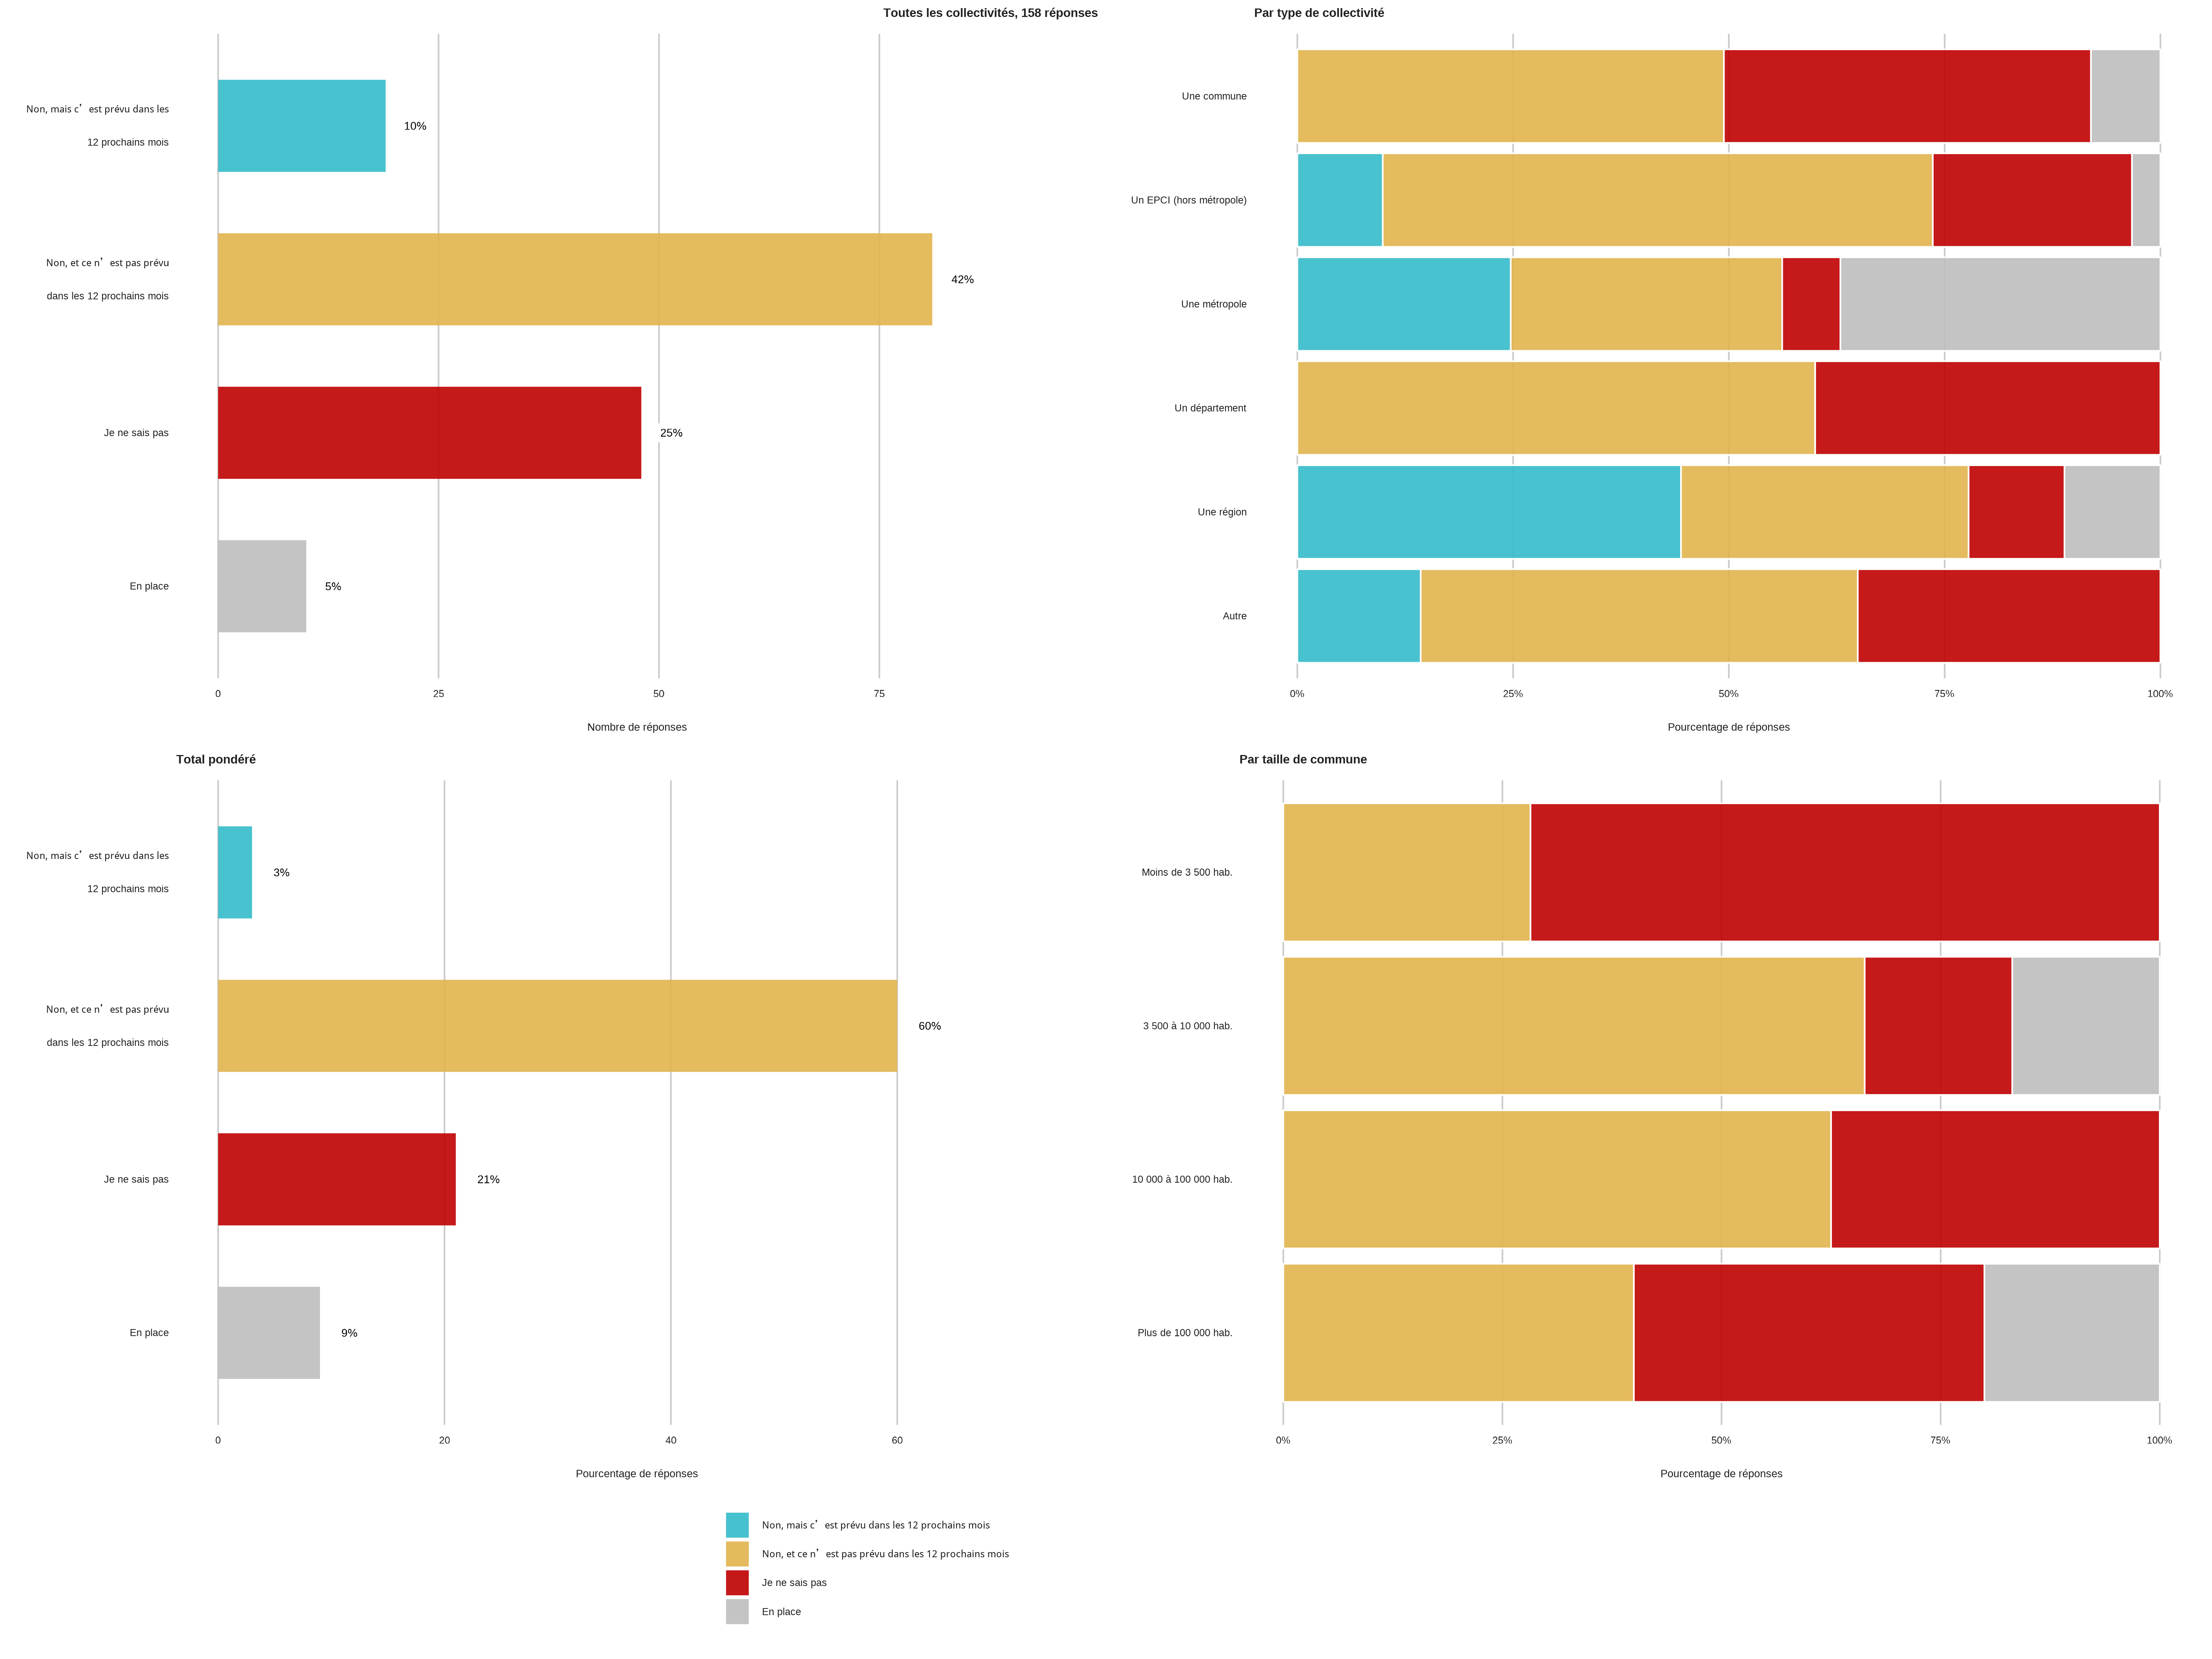 Toutes les collectivités, 158 réponses
Non, mais c’est prévu dans les
12 prochains mois
10%
Non, et ce n’est pas prévu
dans les 12 prochains mois
42%
Je ne sais pas
25%
En place
5%
0 25 50 75
Nombre de réponses
Par type de collectivité
Une commune
Un EPCI (hors métropole)
Une métropole
Un département
Une région
Autre
0% 25% 50% 75% 100%
Pourcentage de réponses
Total pondéré
Non, mais c’est prévu dans les
12 prochains mois
3%
Non, et ce n’est pas prévu
dans les 12 prochains mois
60%
Je ne sais pas
21%
En place
9%
0 20 40 60
Pourcentage de réponses
Par taille de commune
Moins de 3 500 hab.
3 500 à 10 000 hab.
10 000 à 100 000 hab.
Plus de 100 000 hab.
0% 25% 50% 75% 100%
Pourcentage de réponses
Non, mais c’est prévu dans les 12 prochains mois
Non, et ce n’est pas prévu dans les 12 prochains mois
Je ne sais pas
En place